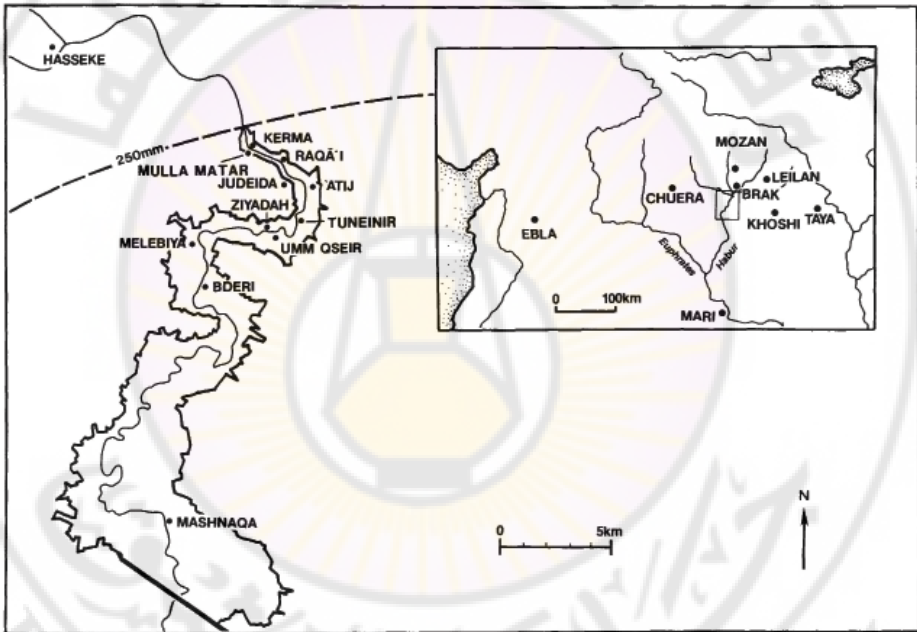 HASSEKE
250mm
KERMA
RAQĀ'I
MULLA MATAR
JUDEIDA
'ATIJ
ZIYADAH
TUNEINIR
MELEBIYA
UMM QSEIR
BDERI
MASHNAQA
0 5km
N
MOZAN
LEILAN
BRAK
CHUERA
KHOSHI
TAYA
EBLA
Euphrates
Habur
0 100km
MARI